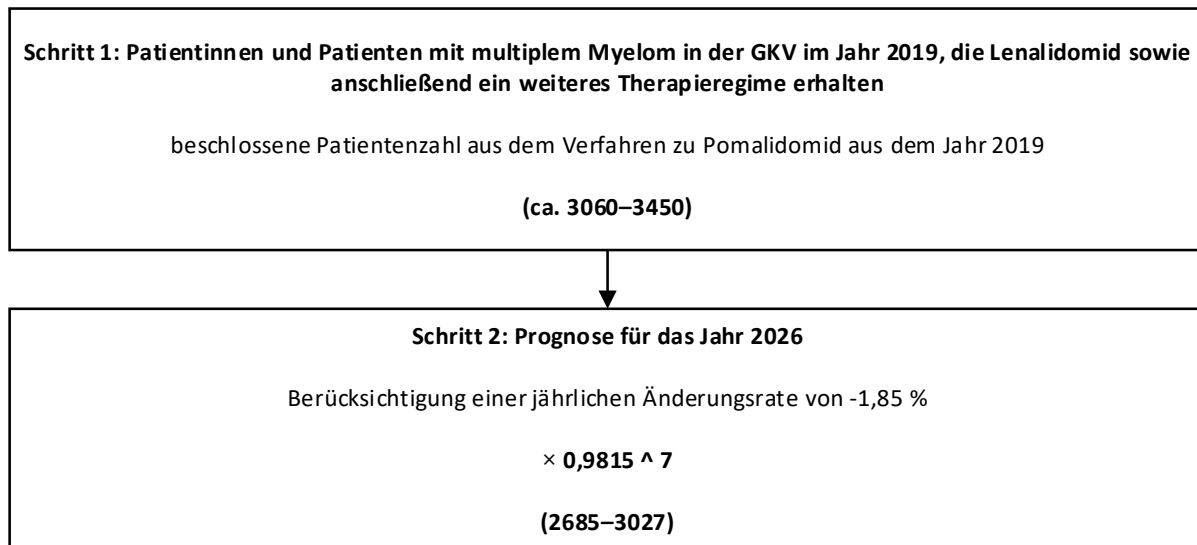 Schritt 1: Patientinnen und Patienten mit multiplem Myelom in der GKV im Jahr 2019, die Lenalidomid sowie
anschließend ein weiteres Therapieregime erhalten
beschlossene Patientenzahl aus dem Verfahren zu Pomalidomid aus dem Jahr 2019
(ca. 3060–3450)
Schritt 2: Prognose für das Jahr 2026
Berücksichtigung einer jährlichen Änderungsrate von -1,85 %
× 0,9815 ^ 7
(2685–3027)